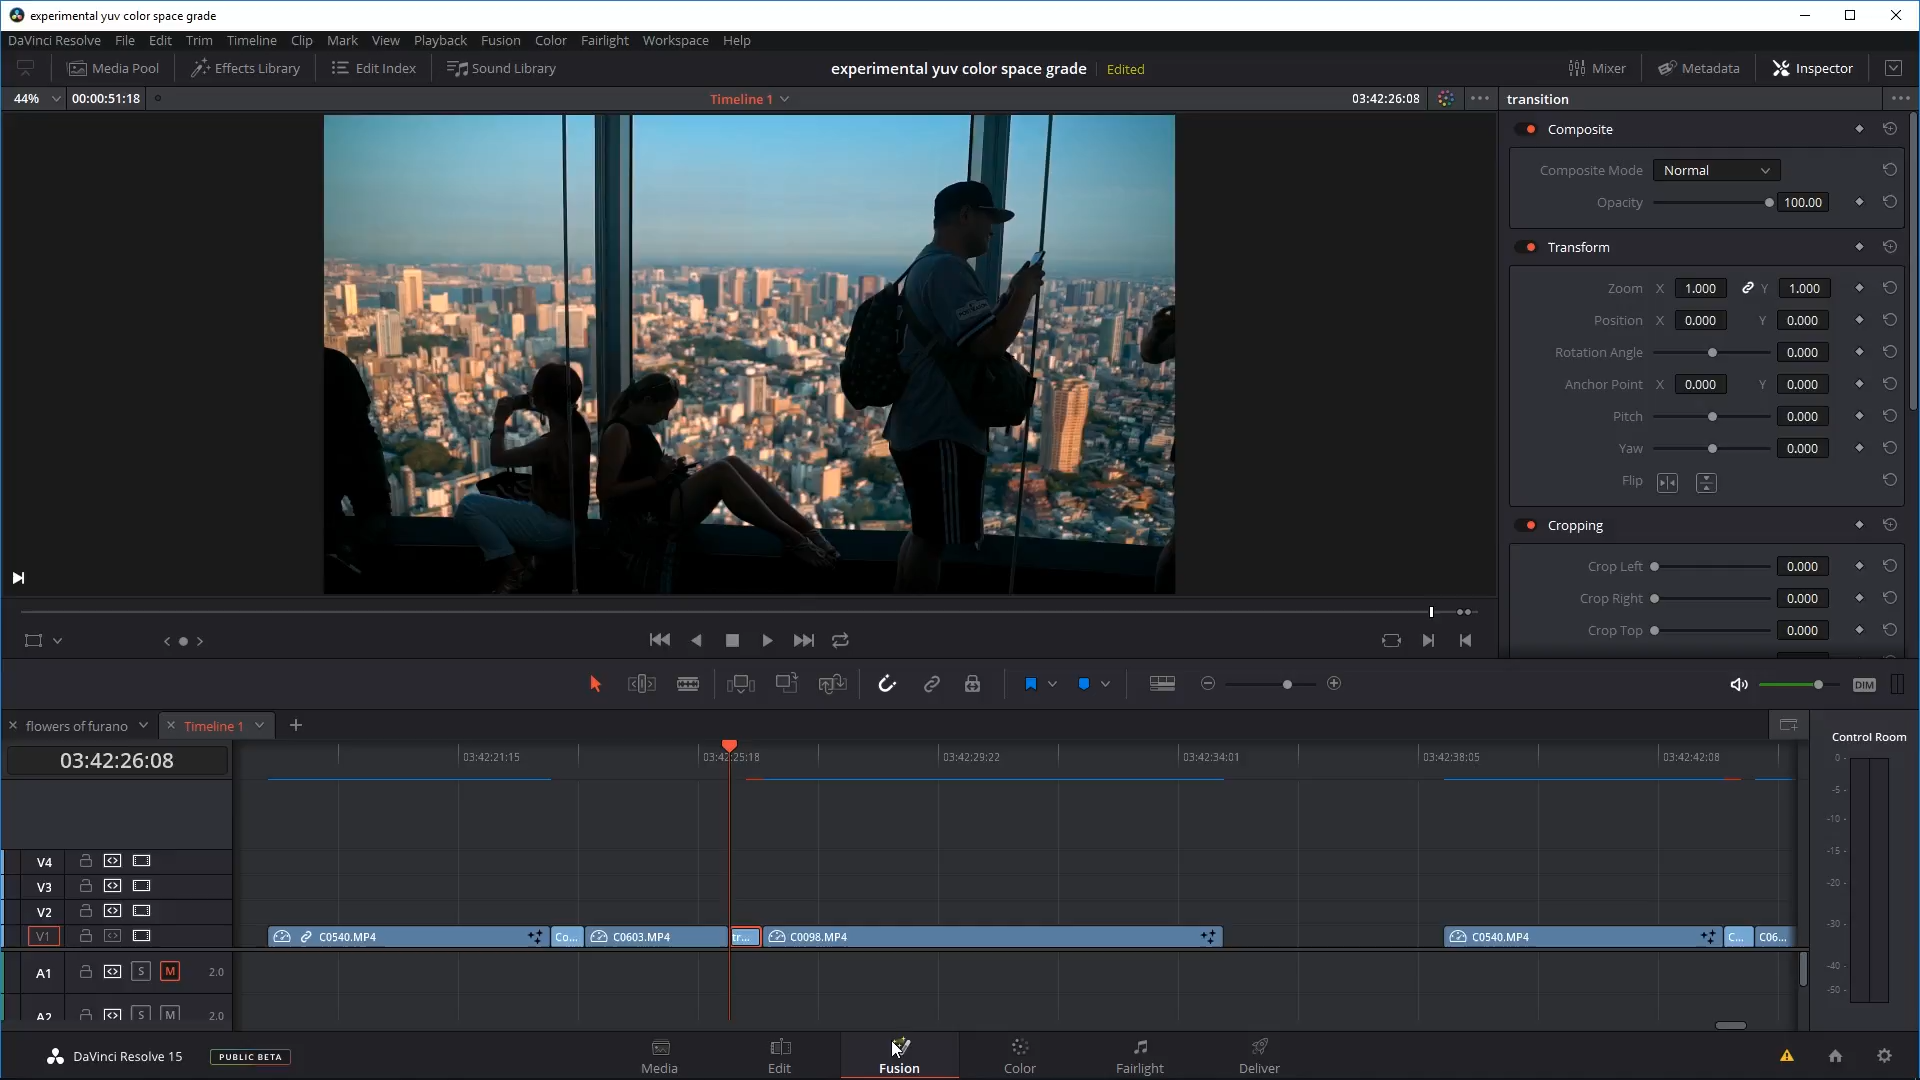 experimental yuv color space grade
DaVinci Resolve File Edit Trim Timeline Clip Mark View Playback Fusion Color Fairlight Workspace Help
Media Pool Effects Library Edit Index Sound Library experimental yuv color space grade Edited Mixer Metadata Inspector
44% 00:00:51:18 Timeline 1 03:42:26:08 transition
Composite
Composite Mode Normal
Opacity 100.00
Transform
Zoom X 1.000 Y 1.000
Position X 0.000 Y 0.000
Rotation Angle 0.000
Anchor Point X 0.000 Y 0.000
Pitch 0.000
Yaw 0.000
Flip
Cropping
Crop Left 0.000
Crop Right 0.000
Crop Top 0.000
DIM
flowers of furano Timeline 1
Control Room
03:42:26:08 03:42:21:15 03:42:25:18 03:42:29:22 03:42:34:01 03:42:38:05 03:42:42:08
0
-5
-10
-15
-20
-30
-40
-50
V4
V3
V2
V1 C0540.MP4 Co... C0603.MP4 tr... C0098.MP4 C0540.MP4 C... C06...
A1 S M 2.0
A2 S M 2.0
DaVinci Resolve 15 PUBLIC BETA Media Edit Fusion Color Fairlight Deliver